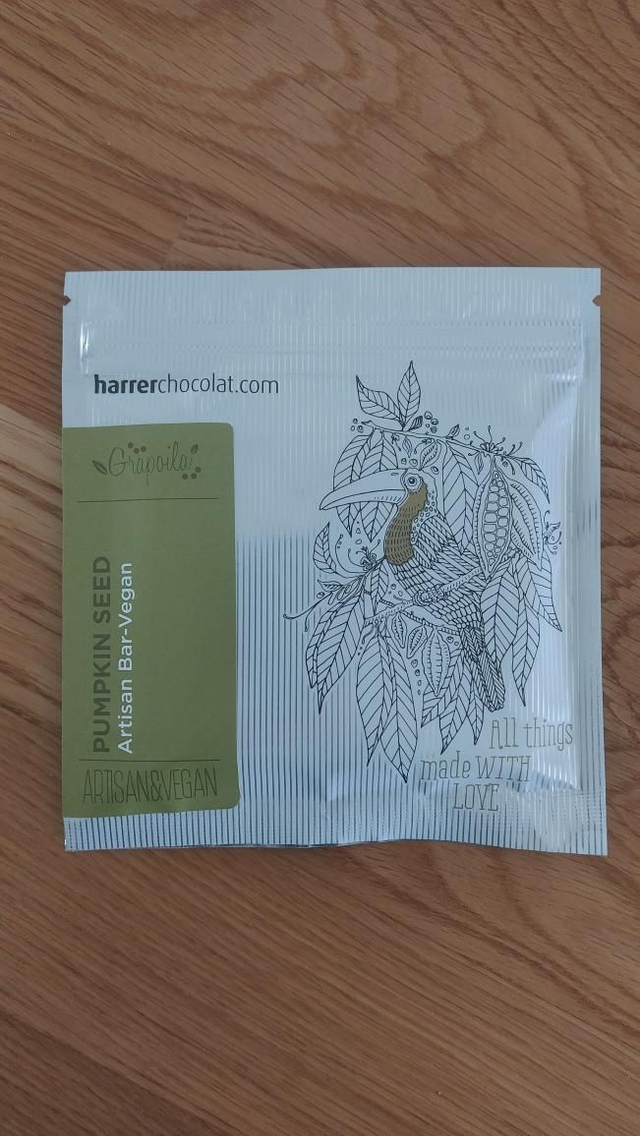 harrerchocolat.com
Grapoila
PUMPKIN SEED
Artisan Bar-Vegan
ARTISAN&VEGAN
All things
made WITH
LOVE